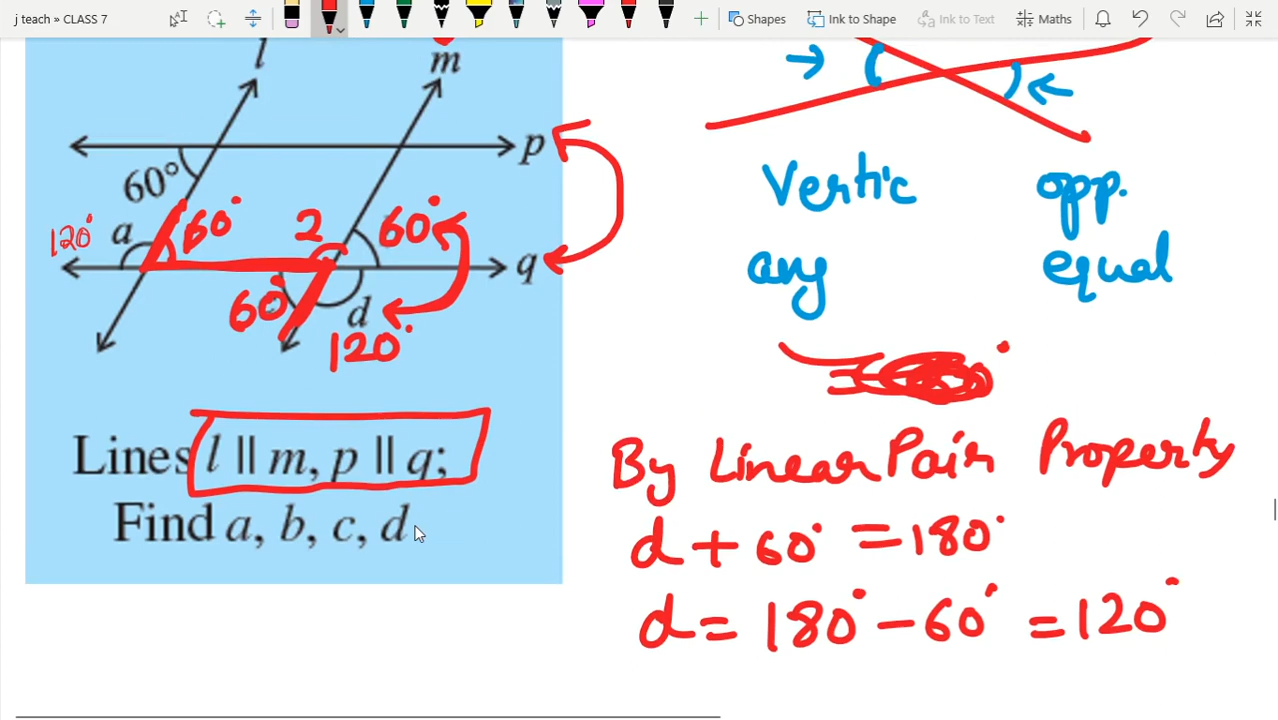 j teach » CLASS 7
Shapes Ink to Shape Ink to Text Maths
l m
p
60°
120° a 60° 2 60°
q
60° d
120°
Lines l || m, p || q;
Find a, b, c, d
Vertic opp.
ang equal
By Linear Pair Property
d + 60° = 180°
d = 180° - 60° = 120°